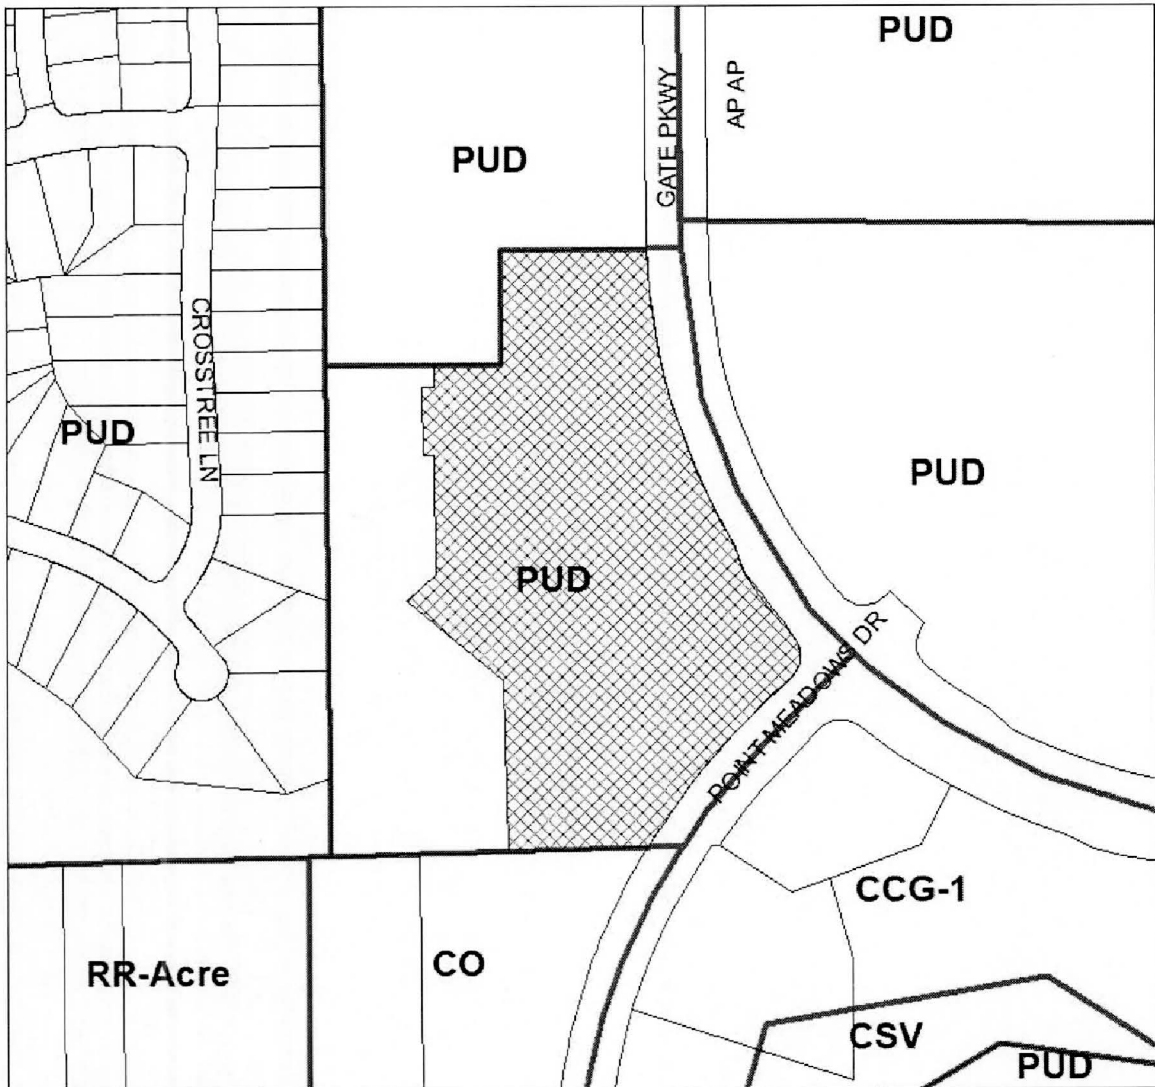 PUD
AP AP
GATE PKWY
PUD
CROSSTREE LN
PUD
PUD
PUD
POINT MEADOWS DR
CCG-1
RR-Acre
CO
CSV
PUD